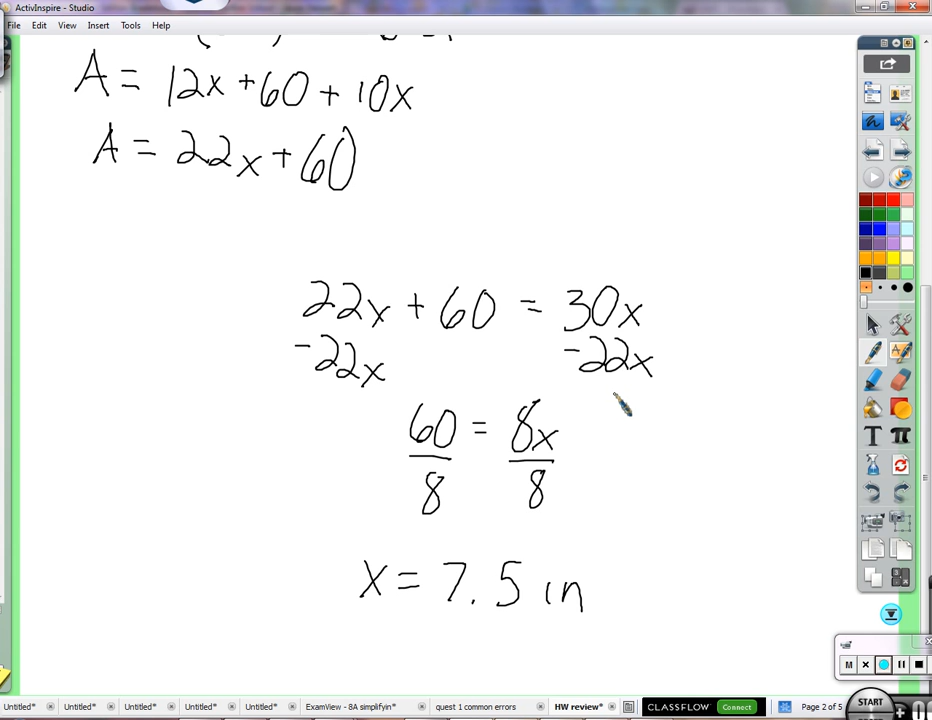 ActivInspire - Studio
File Edit View Insert Tools Help
A = 12x + 60 + 10x
A = 22x + 60
22x + 60 = 30x
-22x -22x
60 = 8x
8 8
x = 7.5 in
M
Untitled* Untitled* Untitled* Untitled* Untitled* ExamView - 8A simplifyin* quest 1 common errors HW review* CLASSFLOW Connect Page 2 of 5 START